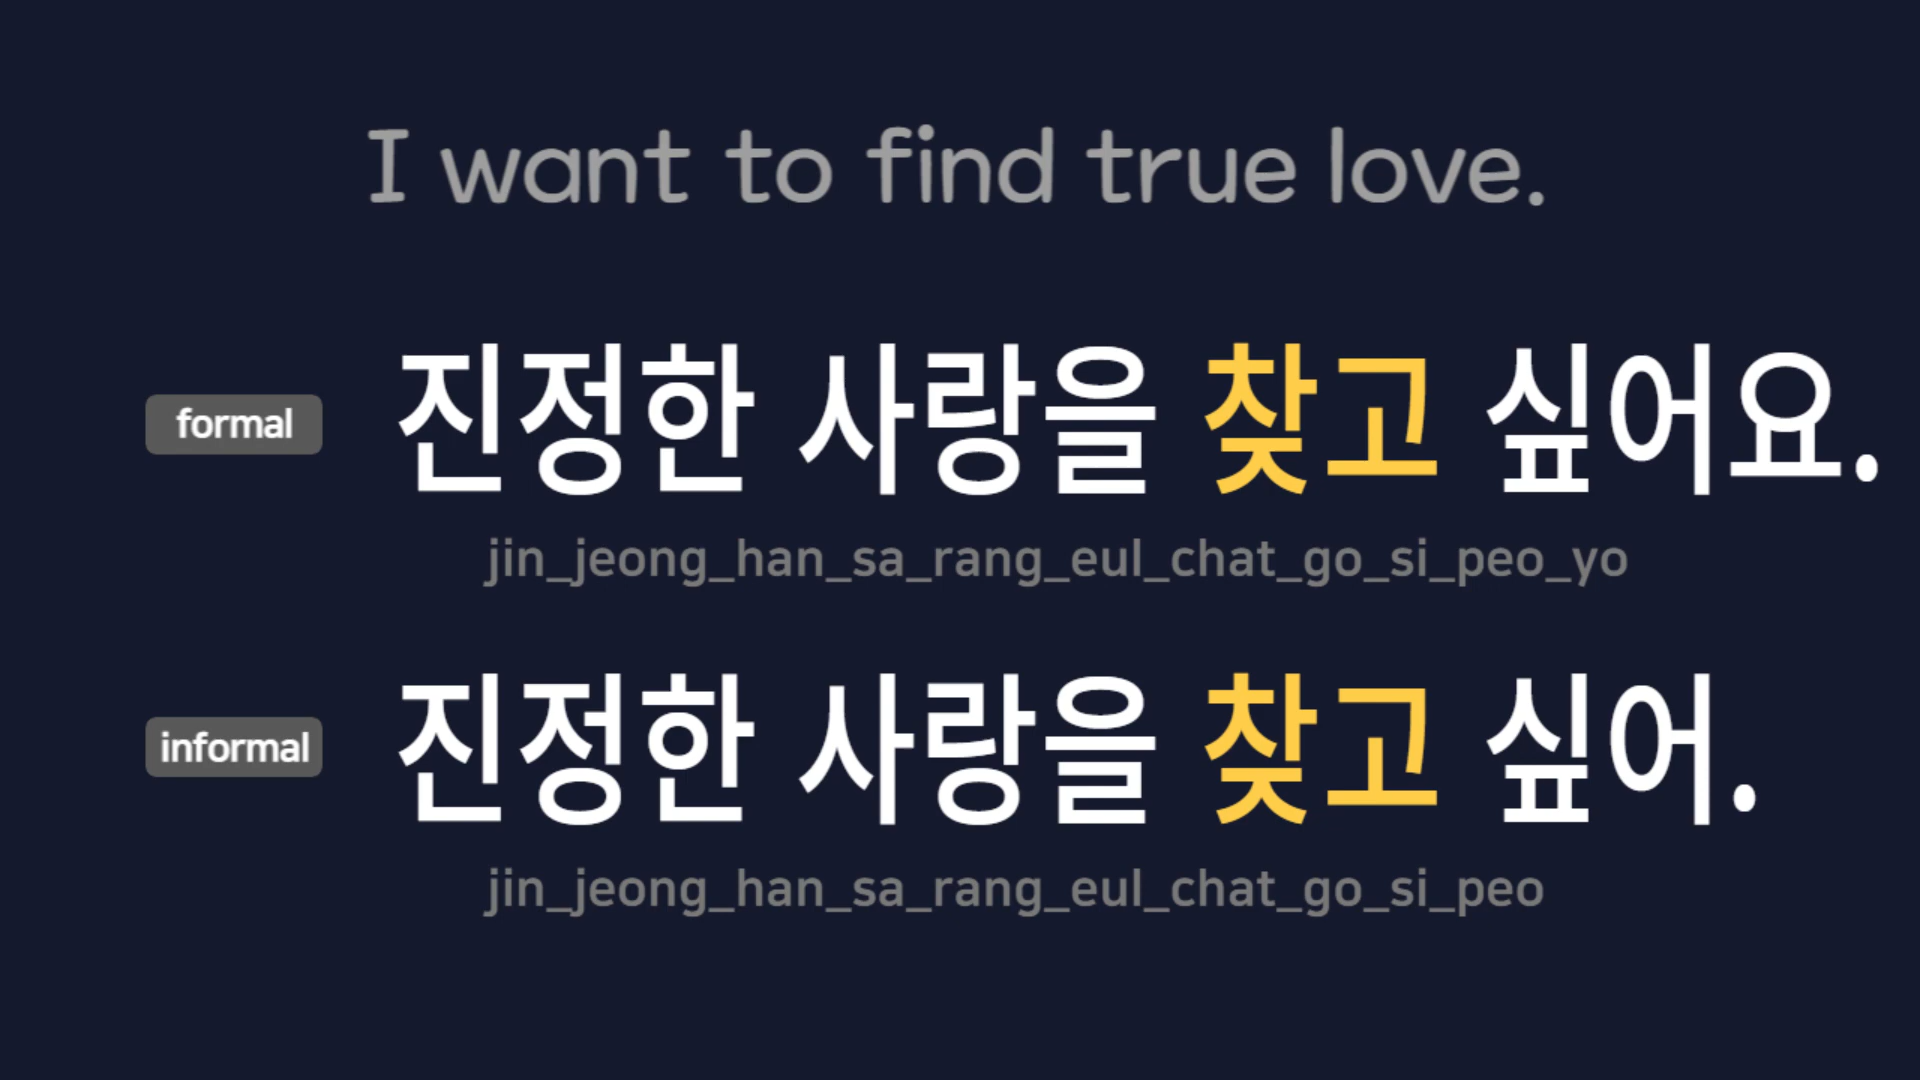 I want to find true love.
formal 진정한 사랑을 찾고 싶어요.
jin_jeong_han_sa_rang_eul_chat_go_si_peo_yo
informal 진정한 사랑을 찾고 싶어.
jin_jeong_han_sa_rang_eul_chat_go_si_peo